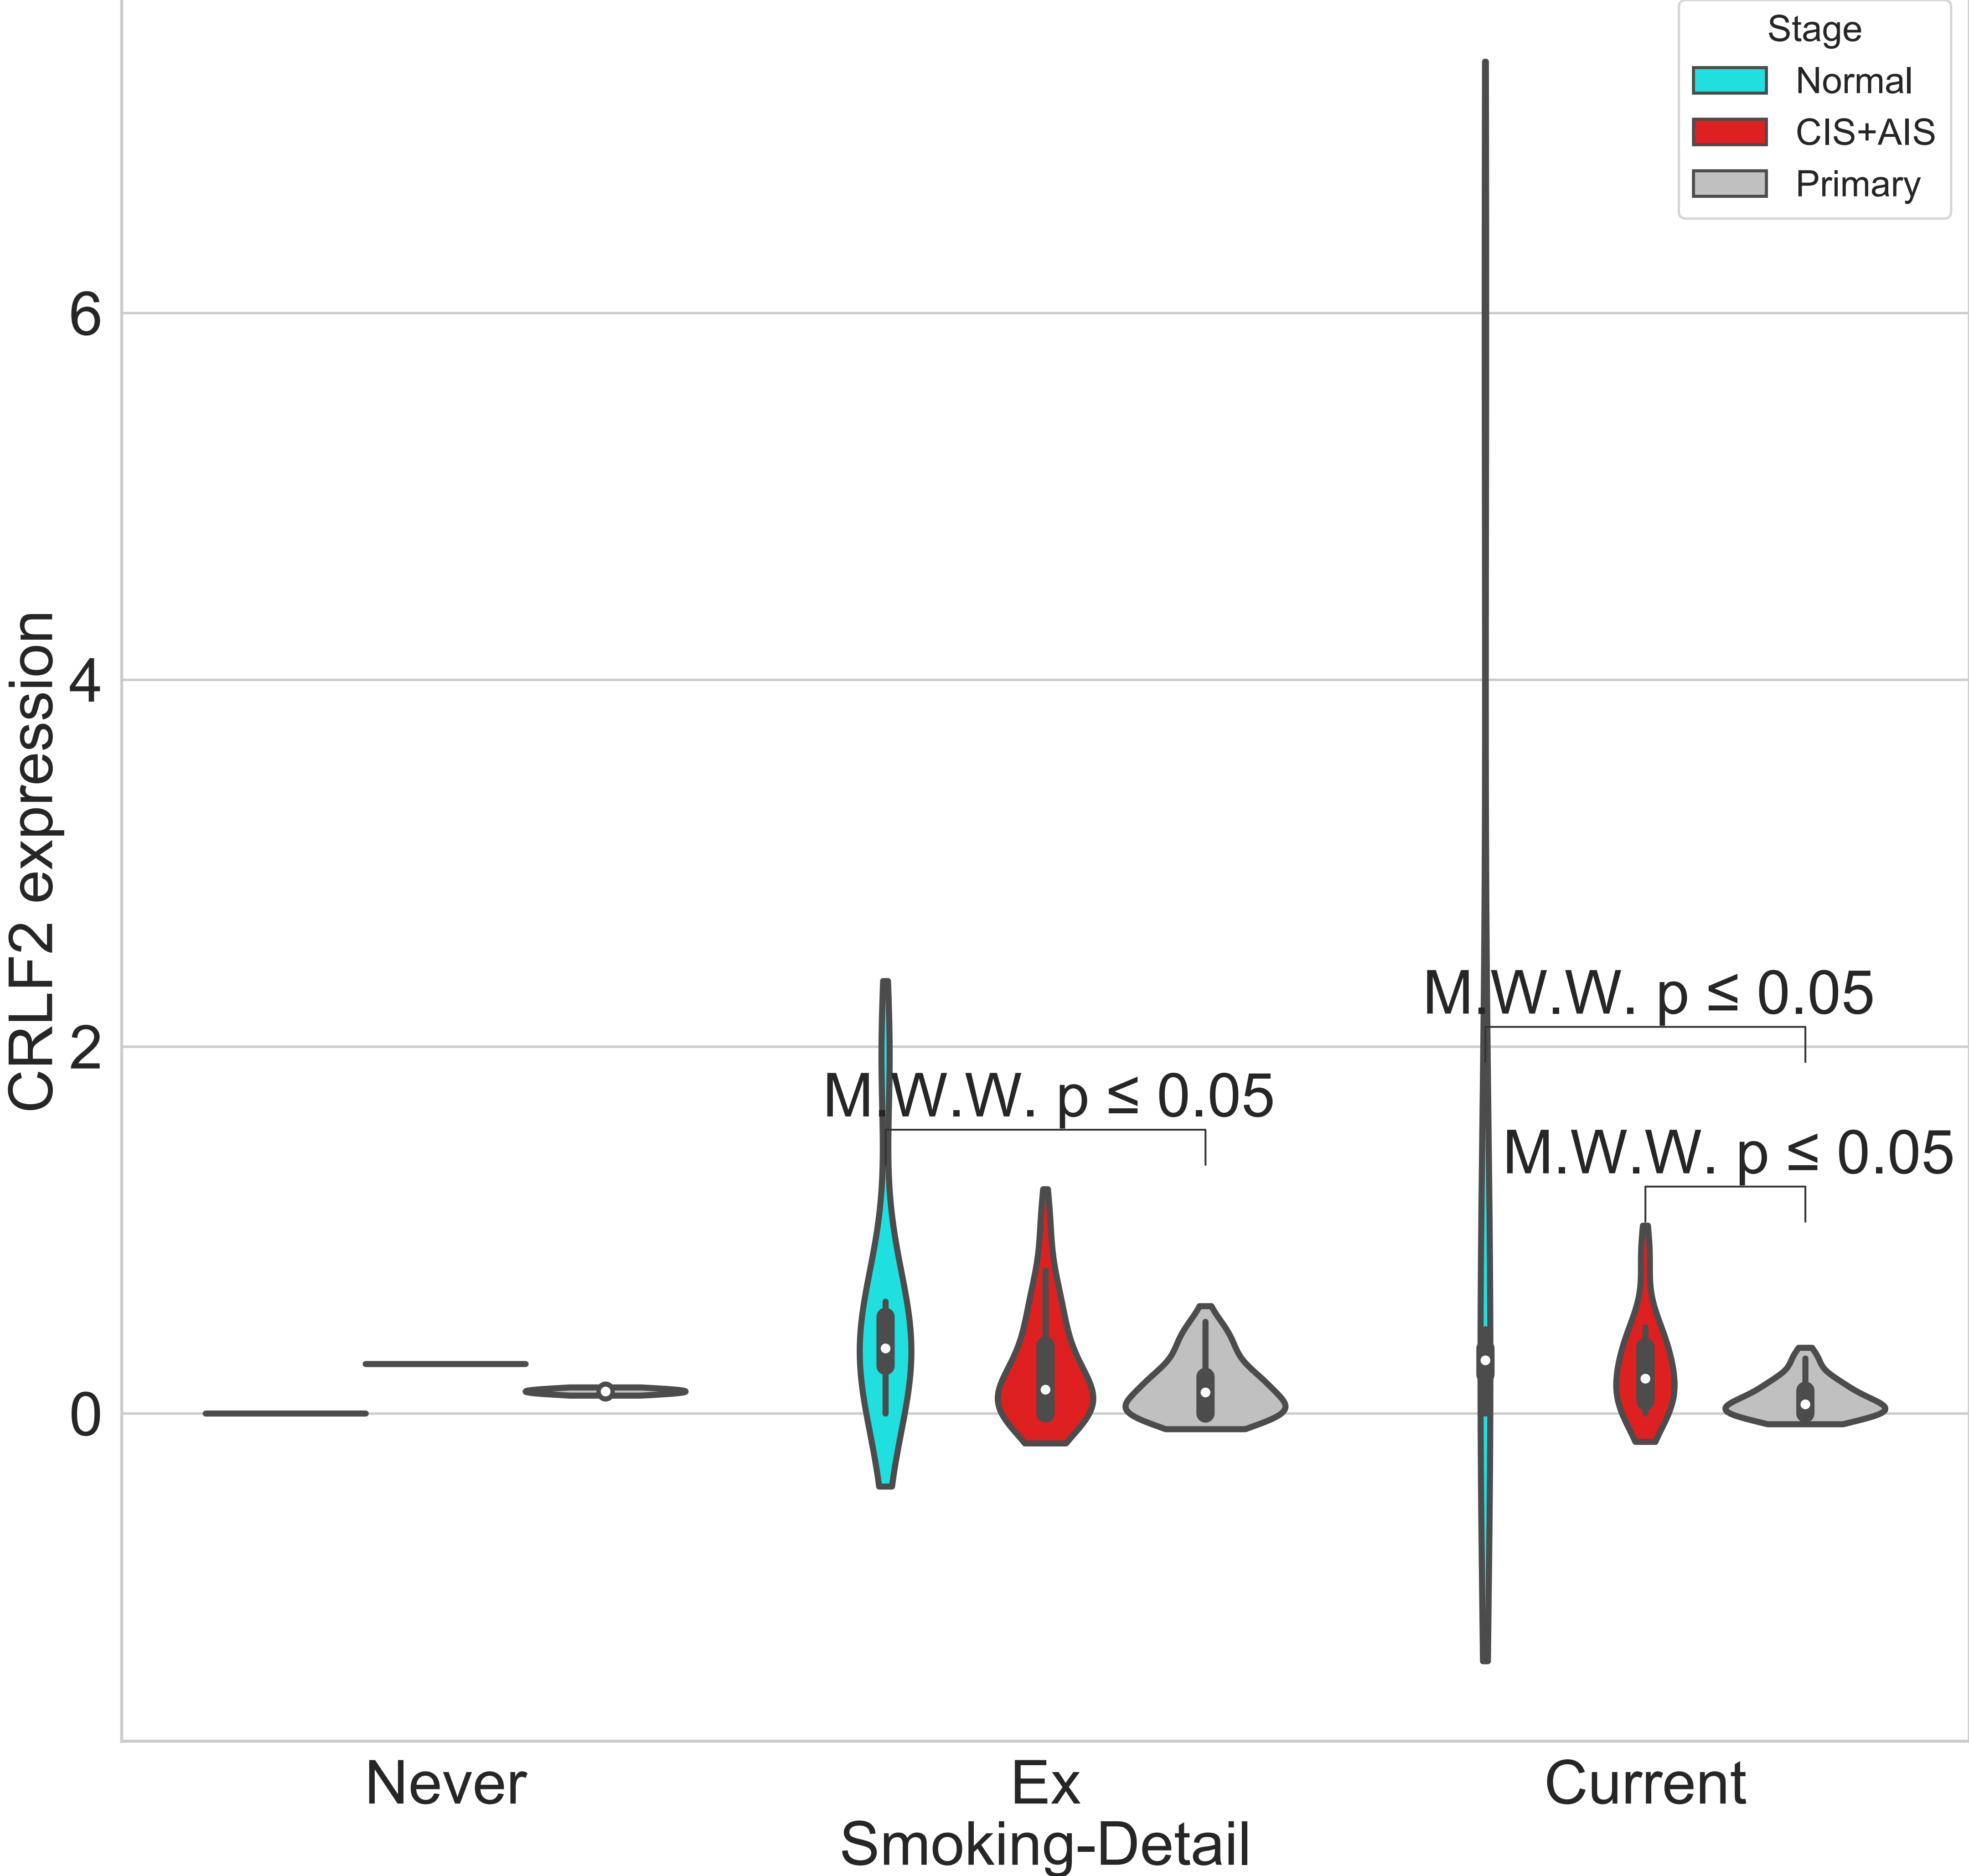 Stage
Normal
CIS+AIS
Primary
6
4
2
0
CRLF2 expression
M.W.W. p ≤ 0.05
M.W.W. p ≤ 0.05
M.W.W. p ≤ 0.05
Never
Ex
Current
Smoking-Detail